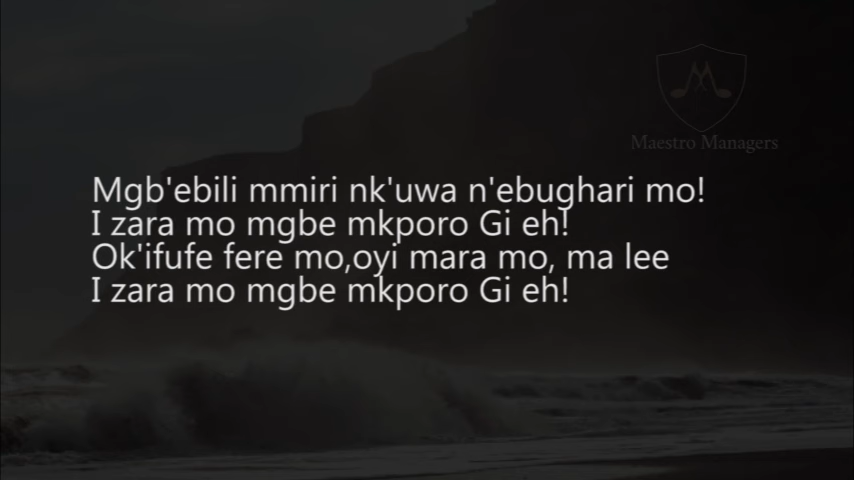 Maestro Managers
Mgb'ebili mmiri nk'uwa n'ebughari mo!
I zara mo mgbe mkporo Gi eh!
Ok'ifufe fere mo,oyi mara mo, ma lee
I zara mo mgbe mkporo Gi eh!